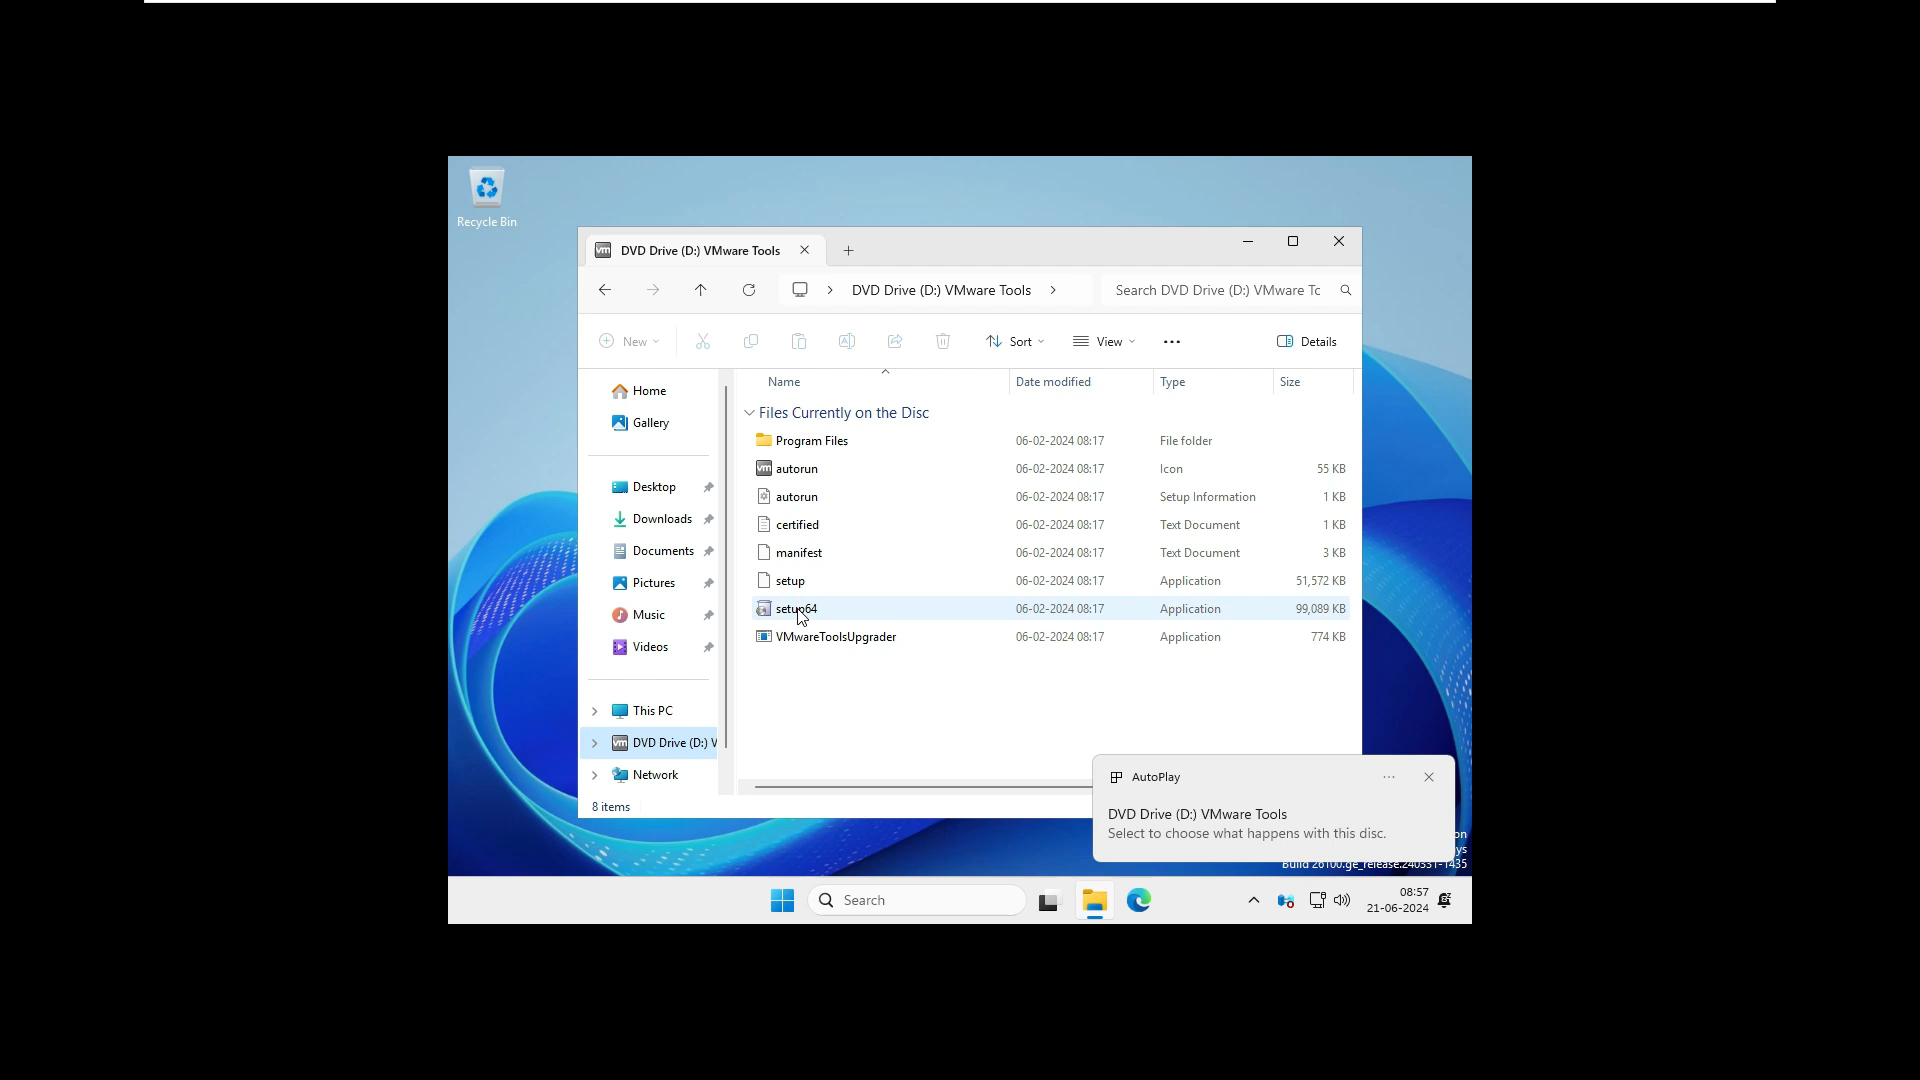 Recycle Bin
DVD Drive (D:) VMware Tools
DVD Drive (D:) VMware Tools
Search DVD Drive (D:) VMware Tc
New
Sort
View
Details
Name Date modified Type Size
Files Currently on the Disc
Program Files 06-02-2024 08:17 File folder
autorun 06-02-2024 08:17 Icon 55 KB
autorun 06-02-2024 08:17 Setup Information 1 KB
certified 06-02-2024 08:17 Text Document 1 KB
manifest 06-02-2024 08:17 Text Document 3 KB
setup 06-02-2024 08:17 Application 51,572 KB
setup64 06-02-2024 08:17 Application 99,089 KB
VMwareToolsUpgrader 06-02-2024 08:17 Application 774 KB
Home
Gallery
Desktop
Downloads
Documents
Pictures
Music
Videos
This PC
DVD Drive (D:) V
Network
8 items
AutoPlay
DVD Drive (D:) VMware Tools
Select to choose what happens with this disc.
on
ys
Build 26100.ge_release.240331-1435
Search
08:57
21-06-2024